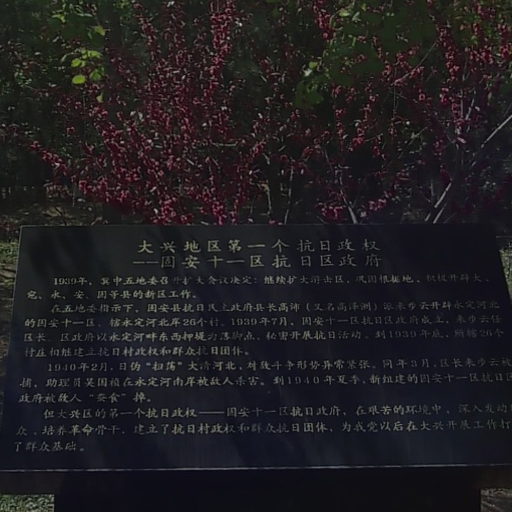 大兴地区第一个抗日政权
——固安十一区抗日区政府
1939年，冀中五地委召开扩大会议决定：继续扩大游击区，巩固根据地，积极开辟大、
宛、永、安、固等县的新区工作。
在五地委指示下，固安县抗日民主政府县长高沛（又名高泽洲）派来步云开辟永定河北
的固安十一区，辖永定河北岸26个村。1939年7月，固安十一区抗日区政府成立，来步云任
区长。区政府以永定河畔东西押堤为落脚点，秘密开展抗日活动。到1939年底，所辖26个
村庄相继建立抗日村政权和群众抗日团体。
1940年2月，日伪“扫荡”大清河北，对敌斗争形势异常紧张。同年3月，区长来步云被
捕，助理员吴国植在永定河南岸被敌人杀害。到1940年夏季，新组建的固安十一区抗日区
政府被敌人“蚕食”掉。
但大兴区的第一个抗日政权——固安十一区抗日政府，在艰苦的环境中，深入发动
众，培养革命骨干，建立了抗日村政权和群众抗日团体，为我党以后在大兴开展工作打
了群众基础。